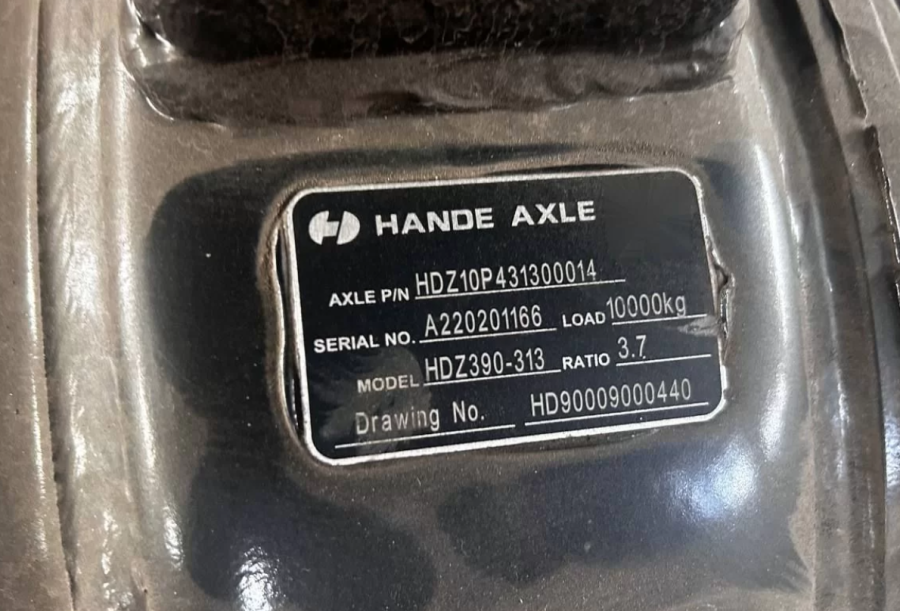 HANDE AXLE
AXLE P/N HDZ10P431300014
SERIAL NO. A220201166 LOAD 10000kg
MODEL HDZ390-313 RATIO 3.7
Drawing No. HD90009000440